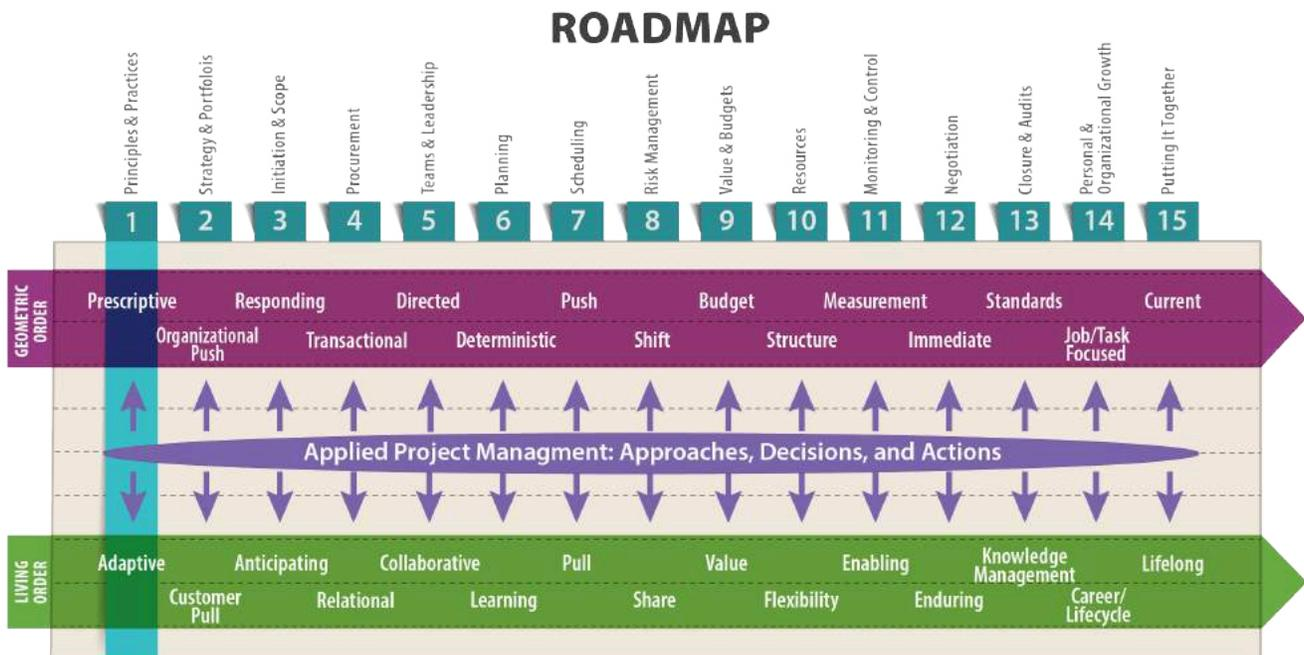 ROADMAP
Principles & Practices
Strategy & Portfolois
Initiation & Scope
Procurement
Teams & Leadership
Planning
Scheduling
Risk Management
Value & Budgets
Resources
Monitoring & Control
Negotiation
Closure & Audits
Personal &
Organizational Growth
Putting It Together
1 2 3 4 5 6 7 8 9 10 11 12 13 14 15
GEOMETRIC
ORDER
Prescriptive Responding Directed Push Budget Measurement Standards Current
Organizational
Push
Transactional Deterministic Shift Structure Immediate
Job/Task
Focused
Applied Project Managment: Approaches, Decisions, and Actions
LIVING
ORDER
Adaptive Anticipating Collaborative Pull Value Enabling
Knowledge
Management
Lifelong
Customer
Pull
Relational Learning Share Flexibility Enduring
Career/
Lifecycle